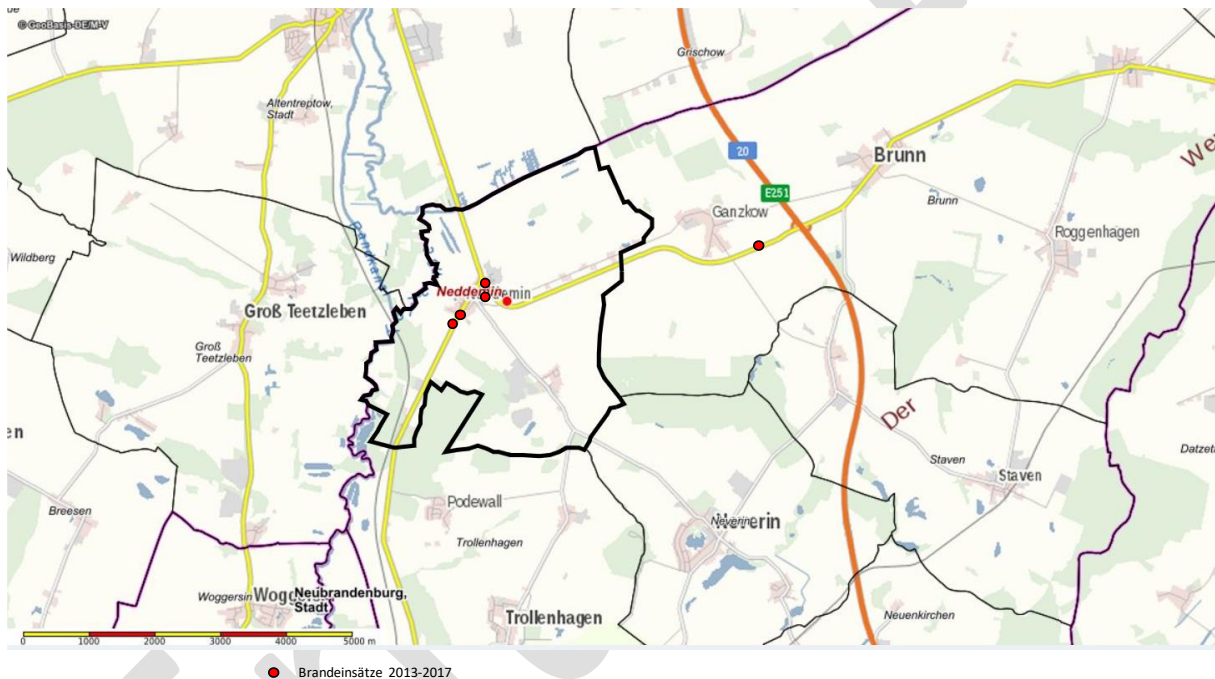 © GeoBasis-DE/M-V
Grischow
Altentreptow,
Stadt
20
Brunn
E251
Ganzkow
Brunn
Roggenhagen
Wildberg
Neddemin
Groß Teetzleben
Groß
Teetzleben
Der
Staven
Staven
Breesen
Podewall
Neverin
Neverin
Trollenhagen
Woggersin
Neubrandenburg,
Stadt
Trollenhagen
Neuenkirchen
0 1000 2000 3000 4000 5000 m
Brandeinsätze 2013-2017